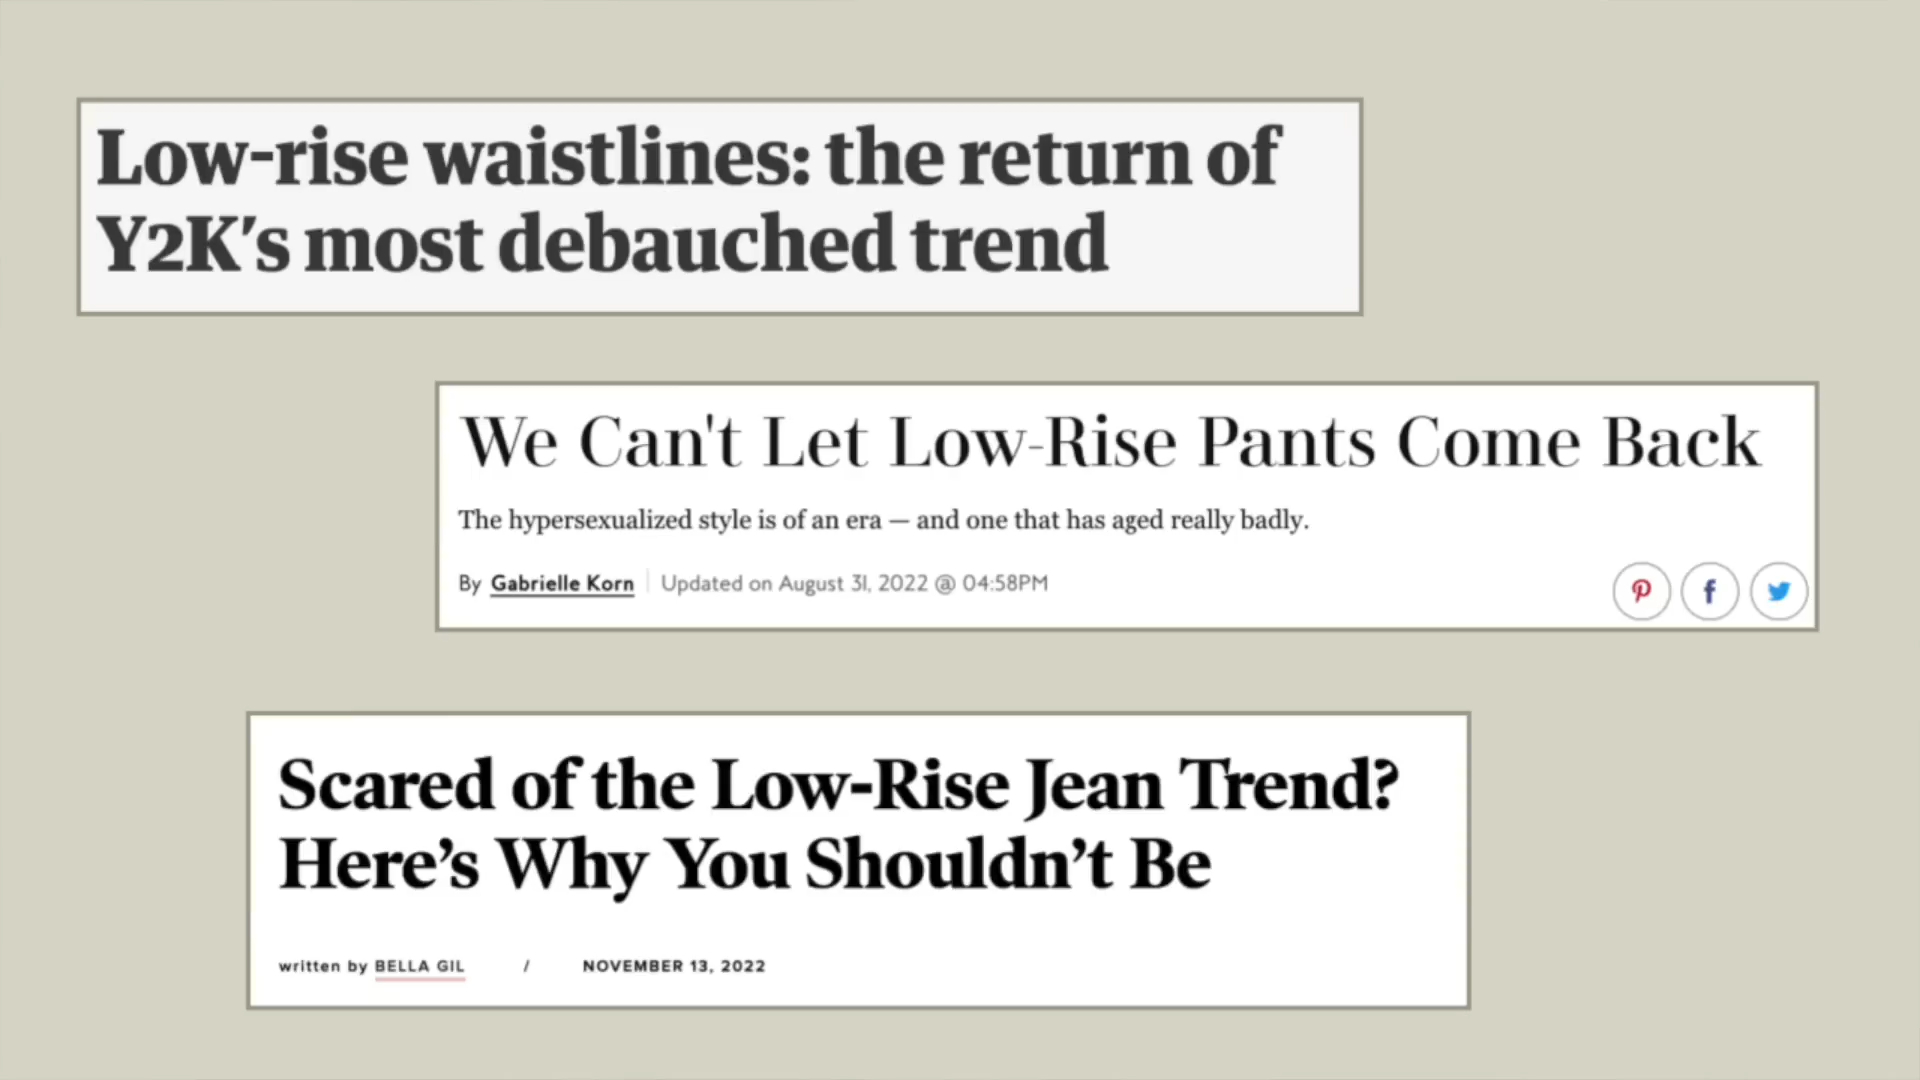 Low-rise waistlines: the return of
Y2K's most debauched trend
We Can't Let Low-Rise Pants Come Back
The hypersexualized style is of an era — and one that has aged really badly.
By Gabrielle Korn | Updated on August 31, 2022 @ 04:58PM
Scared of the Low-Rise Jean Trend?
Here’s Why You Shouldn’t Be
written by BELLA GIL / NOVEMBER 13, 2022